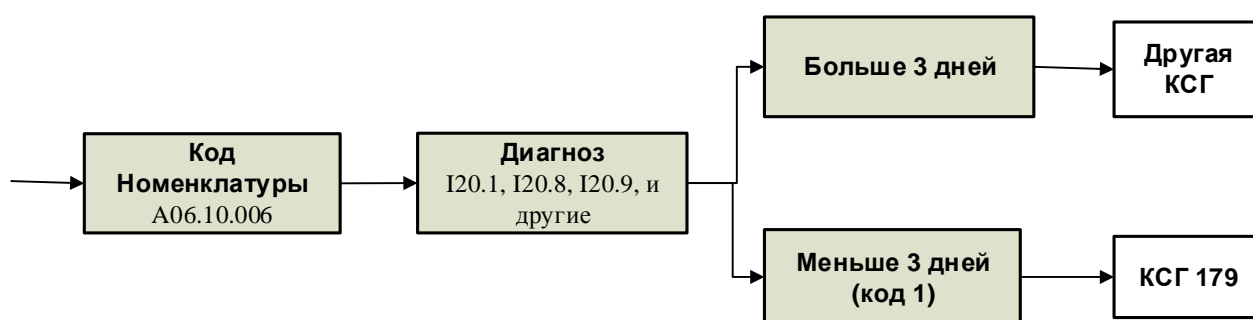 Код
Номенклатуры
A06.10.006
Диагноз
I20.1, I20.8, I20.9, и
другие
Больше 3 дней
Другая
КСГ
Меньше 3 дней
(код 1)
КСГ 179